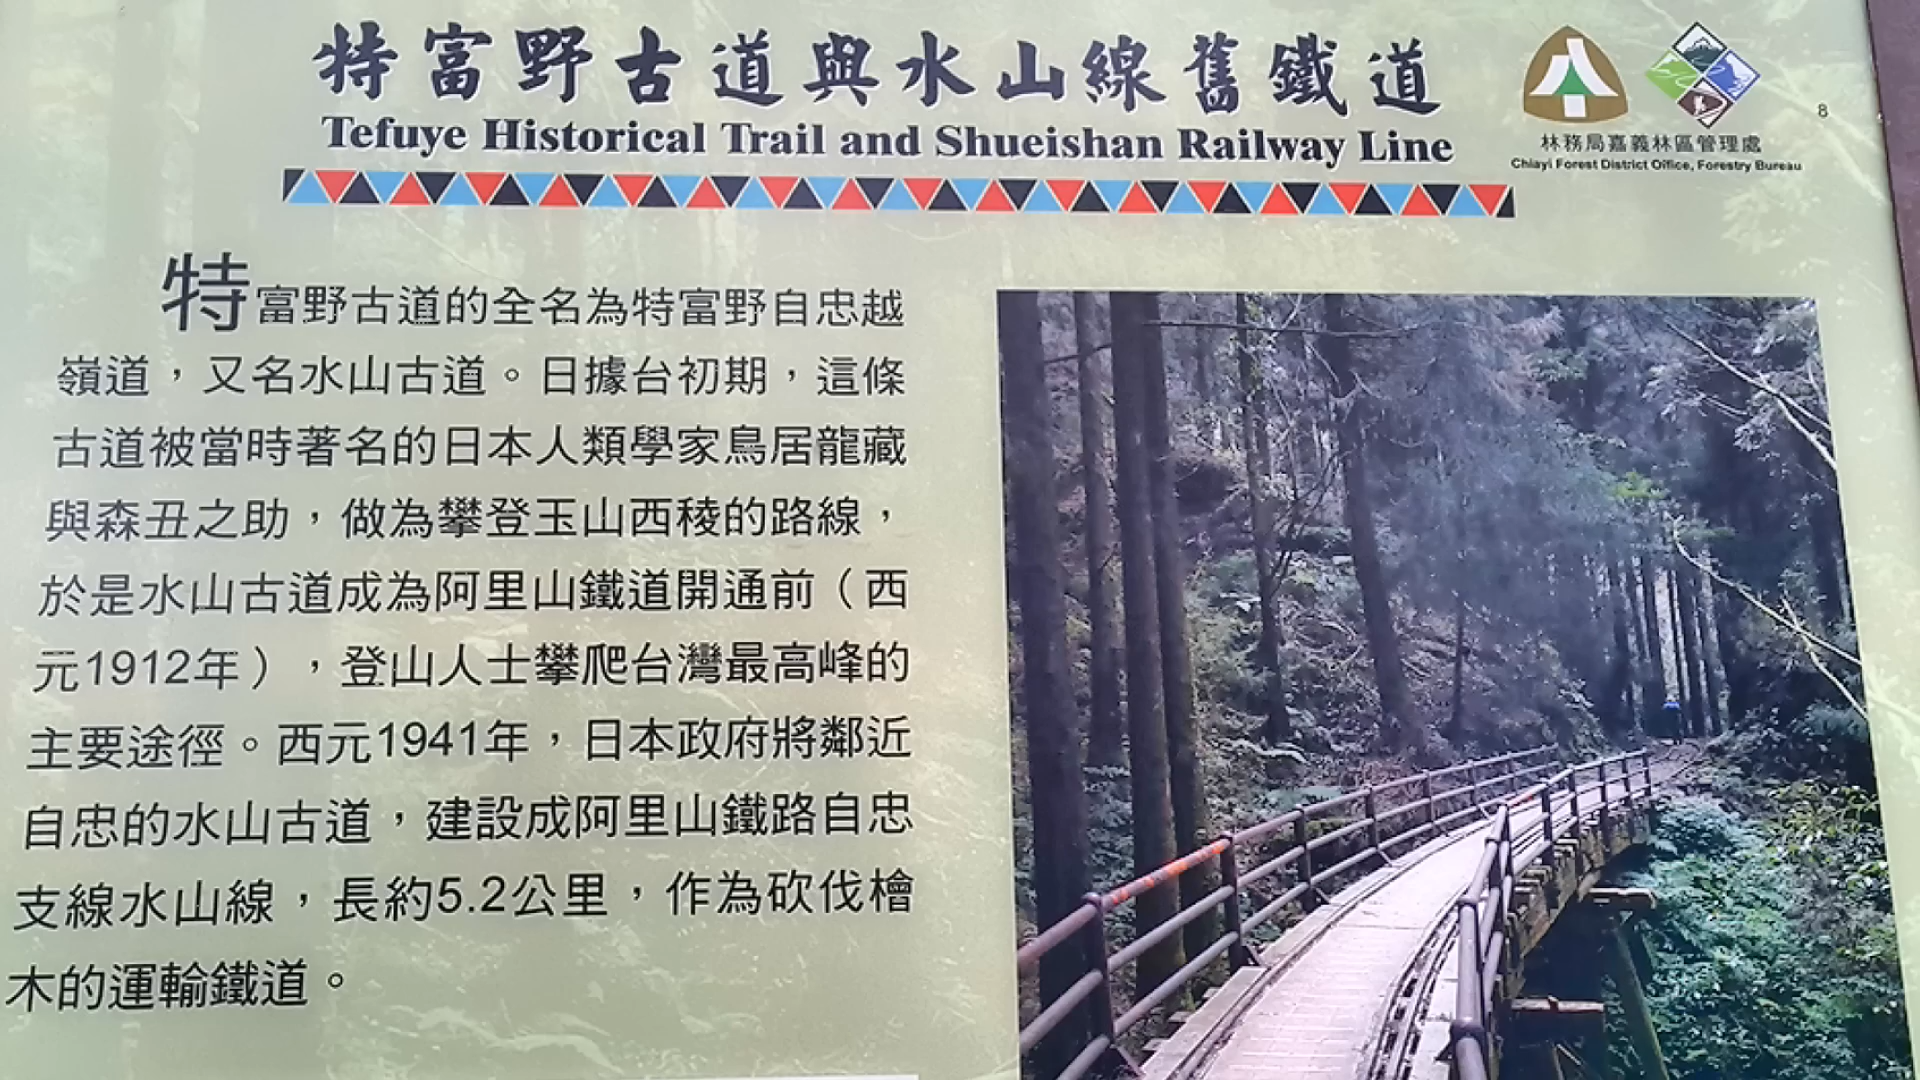 特富野古道與水山線舊鐵道
Tefuye Historical Trail and Shueishan Railway Line
林務局嘉義林區管理處
Chiayi Forest District Office, Forestry Bureau
8
特富野古道的全名為特富野自忠越
嶺道，又名水山古道。日據台初期，這條
古道被當時著名的日本人類學家鳥居龍藏
與森丑之助，做為攀登玉山西稜的路線，
於是水山古道成為阿里山鐵道開通前（西
元1912年），登山人士攀爬台灣最高峰的
主要途徑。西元1941年，日本政府將鄰近
自忠的水山古道，建設成阿里山鐵路自忠
支線水山線，長約5.2公里，作為砍伐檜
木的運輸鐵道。